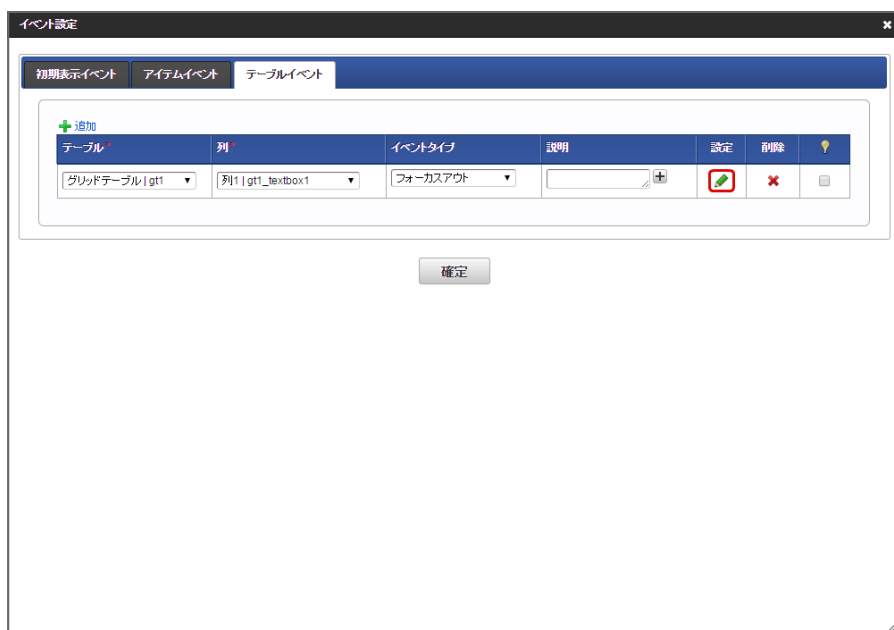 イベント設定
初期表示イベント アイテムイベント テーブルイベント
追加
テーブル* 列* イベントタイプ 説明 設定 削除
グリッドテーブル | gt1 列1 | gt1_textbox1 フォーカスアウト
確定